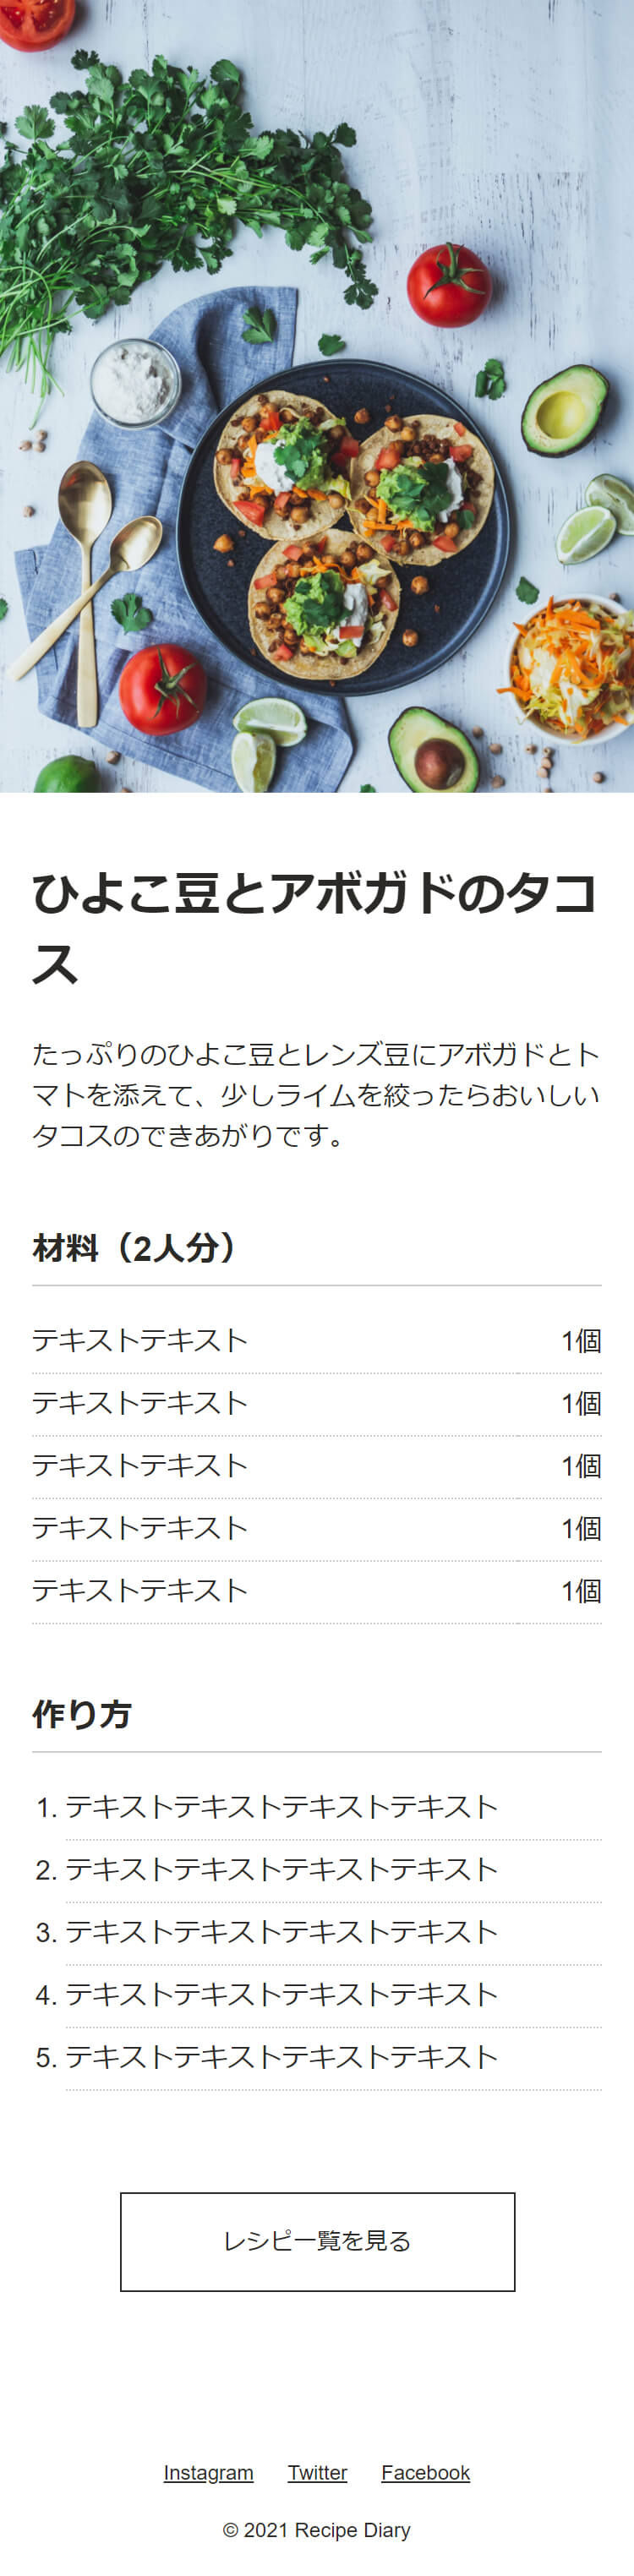 ひよこ豆とアボガドのタコ
ス
たっぷりのひよこ豆とレンズ豆にアボガドとト
マトを添えて、少しライムを絞ったらおいしい
タコスのできあがりです。
材料（2人分）
テキストテキスト 1個
テキストテキスト 1個
テキストテキスト 1個
テキストテキスト 1個
テキストテキスト 1個
作り方
1. テキストテキストテキストテキスト
2. テキストテキストテキストテキスト
3. テキストテキストテキストテキスト
4. テキストテキストテキストテキスト
5. テキストテキストテキストテキスト
レシピ一覧を見る
Instagram Twitter Facebook
© 2021 Recipe Diary